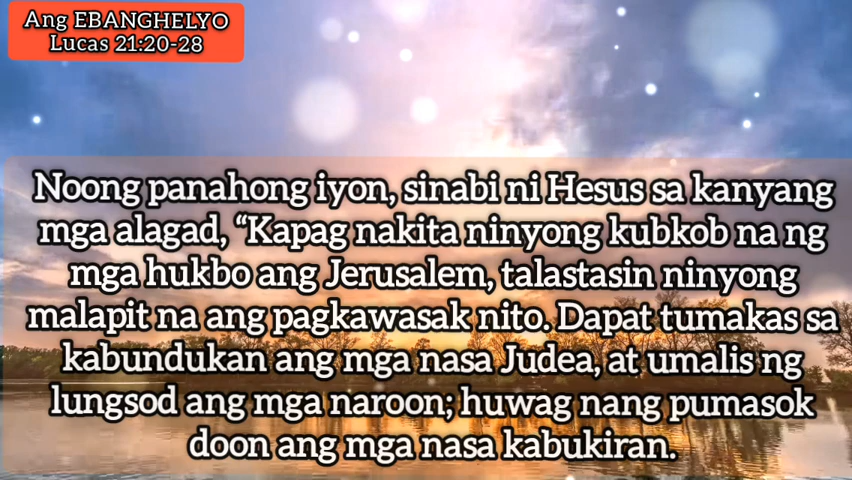 Ang EBANGHELYO
Lucas 21:20-28
Noong panahong iyon, sinabi ni Hesus sa kanyang
mga alagad, “Kapag nakita ninyong kubkob na ng
mga hukbo ang Jerusalem, talastasin ninyong
malapit na ang pagkawasak nito. Dapat tumakas sa
kabundukan ang mga nasa Judea, at umalis ng
lungsod ang mga naroon; huwag nang pumasok
doon ang mga nasa kabukiran.